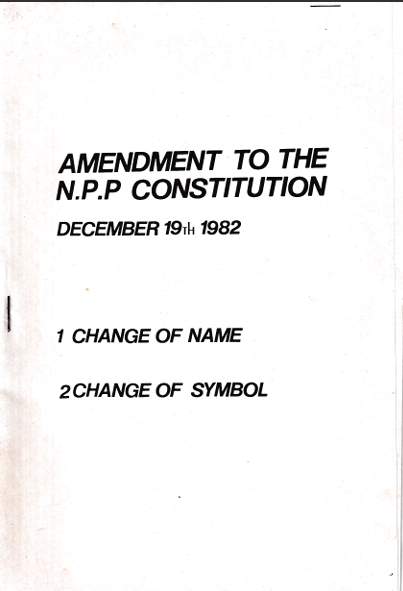 AMENDMENT TO THE
N.P.P CONSTITUTION
DECEMBER 19TH 1982
1 CHANGE OF NAME
2 CHANGE OF SYMBOL